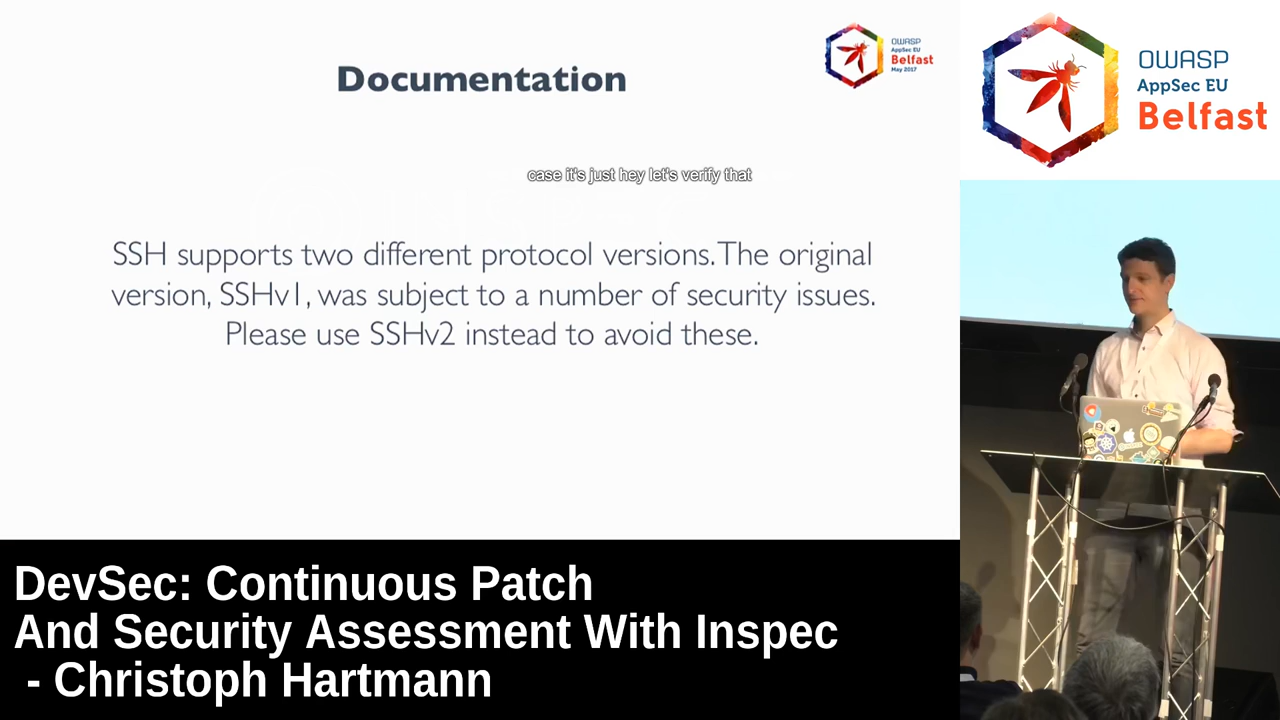 Documentation
OWASP
AppSec EU
Belfast
May 2017
case it's just hey let's verify that
SSH supports two different protocol versions. The original
version, SSHv1, was subject to a number of security issues.
Please use SSHv2 instead to avoid these.
OWASP
AppSec EU
Belfast
DevSec: Continuous Patch
And Security Assessment With Inspec
- Christoph Hartmann